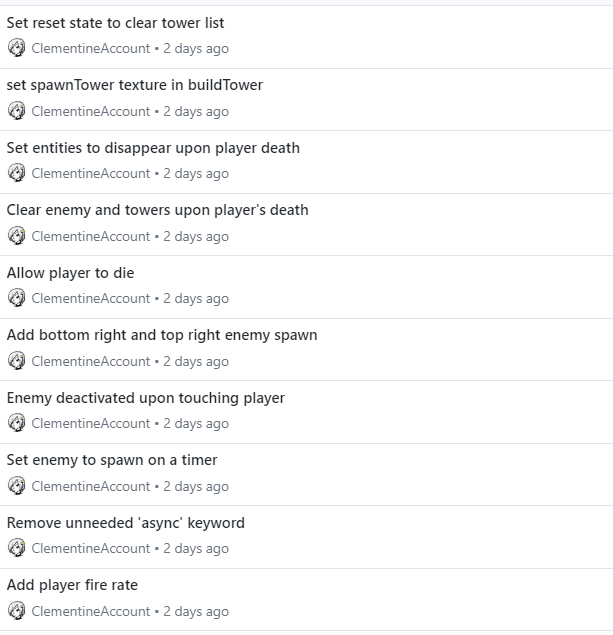 Set reset state to clear tower list
ClementineAccount • 2 days ago
set spawnTower texture in buildTower
ClementineAccount • 2 days ago
Set entities to disappear upon player death
ClementineAccount • 2 days ago
Clear enemy and towers upon player's death
ClementineAccount • 2 days ago
Allow player to die
ClementineAccount • 2 days ago
Add bottom right and top right enemy spawn
ClementineAccount • 2 days ago
Enemy deactivated upon touching player
ClementineAccount • 2 days ago
Set enemy to spawn on a timer
ClementineAccount • 2 days ago
Remove unneeded 'async' keyword
ClementineAccount • 2 days ago
Add player fire rate
ClementineAccount • 2 days ago